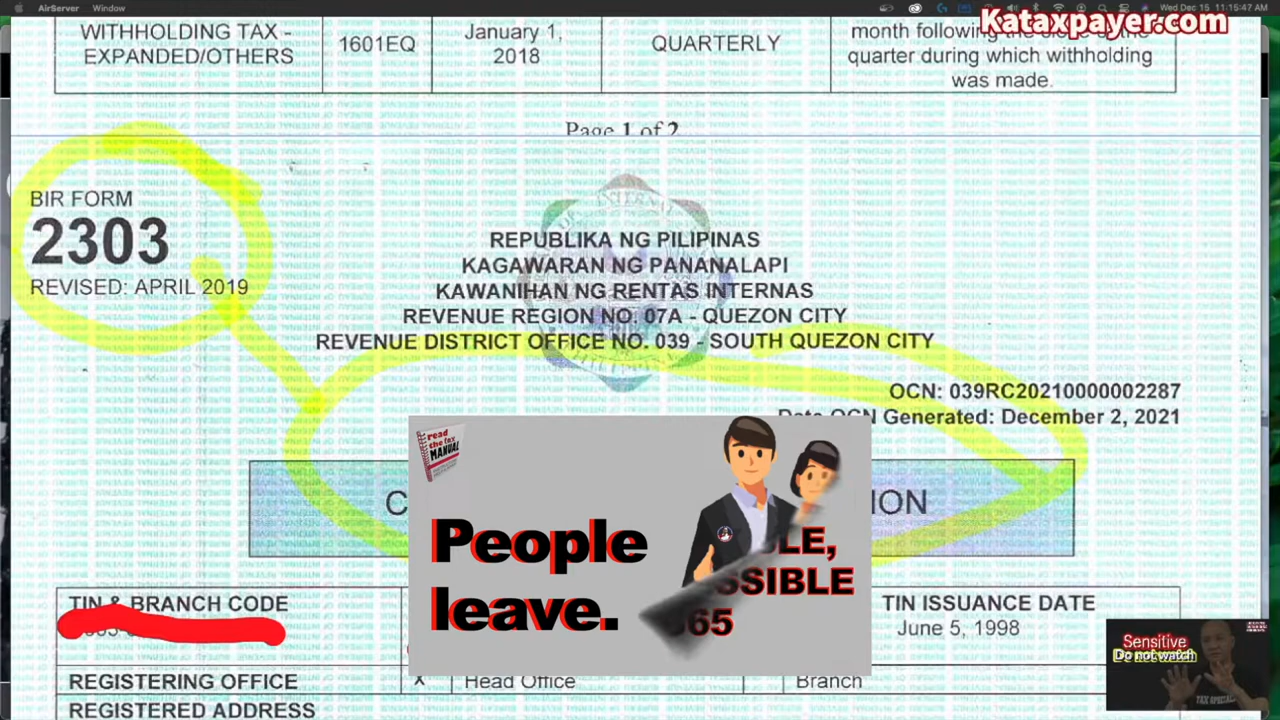 AirServer Window
Wed Dec 15 11:15:47 AM
Kataxpayer.com
WITHHOLDING TAX -
EXPANDED/OTHERS
1601EQ
January 1,
2018
QUARTERLY
month following the
quarter during which withholding
was made.
Page 1 of 2
BIR FORM
2303
REVISED: APRIL 2019
REPUBLIKA NG PILIPINAS
KAGAWARAN NG PANANALAPI
KAWANIHAN NG RENTAS INTERNAS
REVENUE REGION NO. 07A - QUEZON CITY
REVENUE DISTRICT OFFICE NO. 039 - SOUTH QUEZON CITY
OCN: 039RC20210000002287
Date OCN Generated: December 2, 2021
C
ION
read
the tax
MANUAL
People
leave.
LE,
SSIBLE
65
TIN & BRANCH CODE
TIN ISSUANCE DATE
June 5, 1998
REGISTERING OFFICE
X Head Office
Branch
REGISTERED ADDRESS
Sensitive
Do not watch